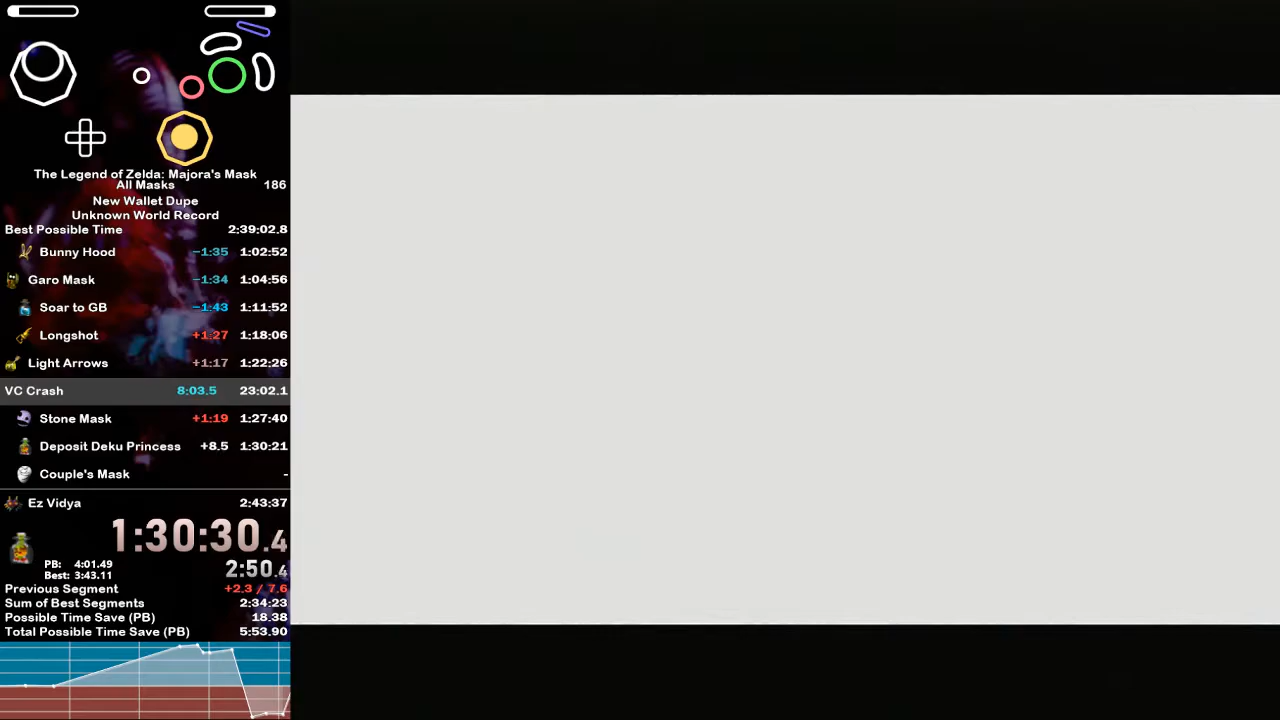 The Legend of Zelda: Majora's Mask
All Masks 186
New Wallet Dupe
Unknown World Record
Best Possible Time 2:39:02.8
Bunny Hood −1:35 1:02:52
Garo Mask −1:34 1:04:56
Soar to GB −1:43 1:11:52
Longshot +1:27 1:18:06
Light Arrows +1:17 1:22:26
VC Crash 8:03.5 23:02.1
Stone Mask +1:19 1:27:40
Deposit Deku Princess +8.5 1:30:21
Couple's Mask -
Ez Vidya 2:43:37
1:30:30.4
PB: 4:01.49
Best: 3:43.11
2:50.4
Previous Segment +2.3 / 7.6
Sum of Best Segments 2:34:23
Possible Time Save (PB) 18.38
Total Possible Time Save (PB) 5:53.90